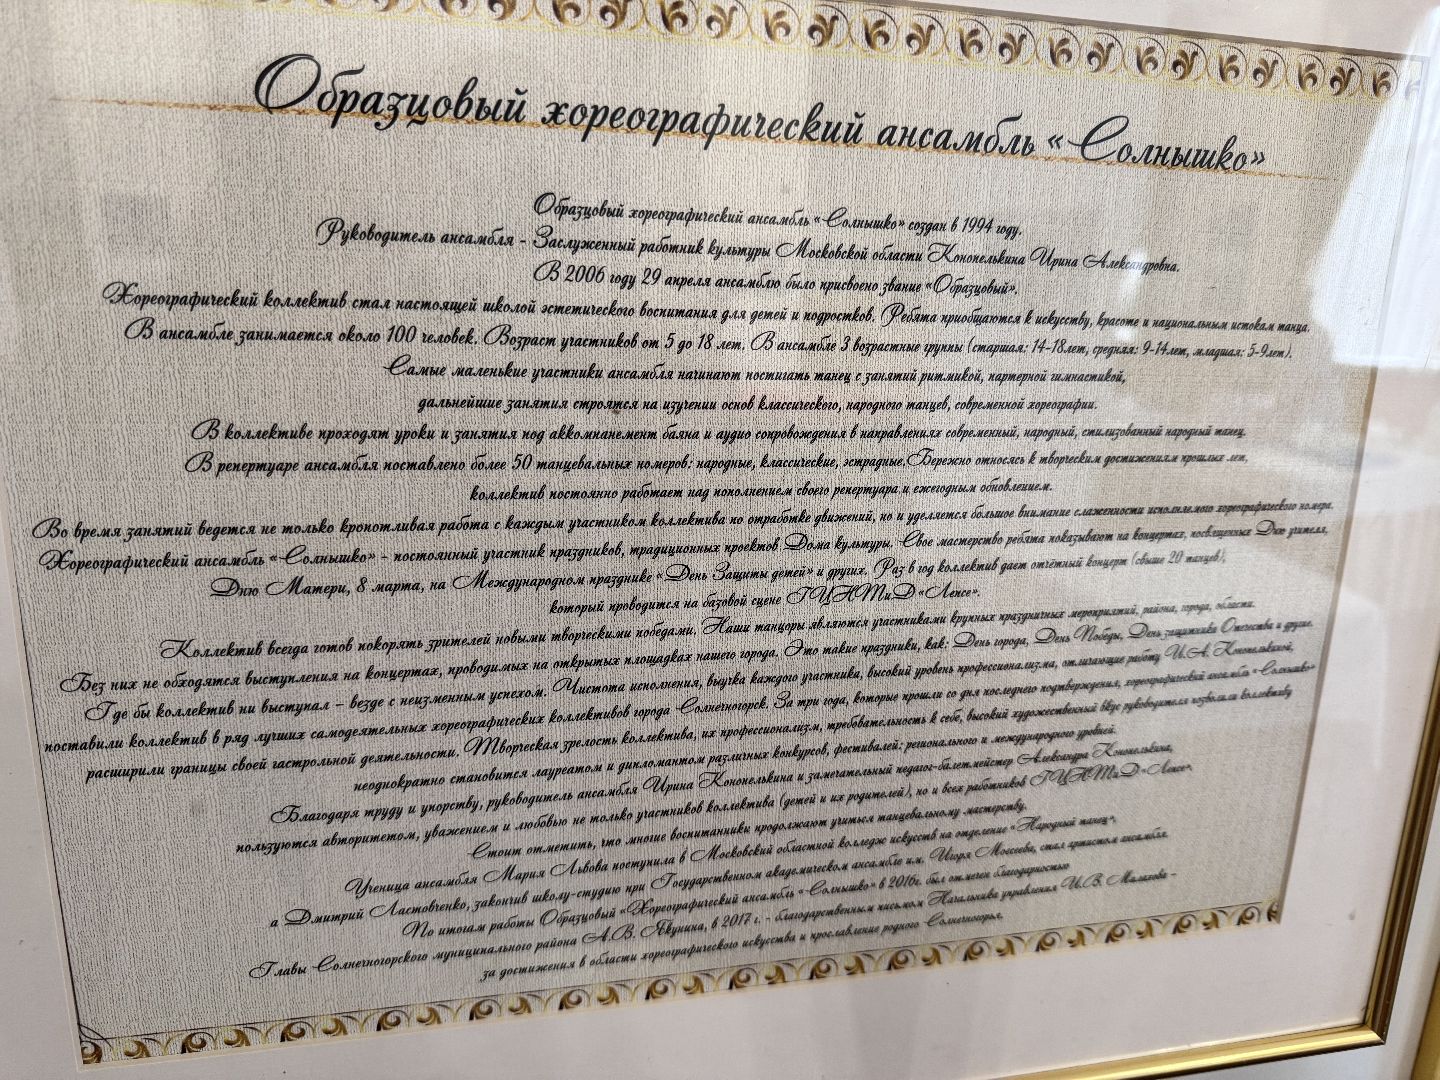 Образцовый хореографический ансамбль «Солнышко»
Образцовый хореографический ансамбль «Солнышко» создан в 1994 году.
Руководитель ансамбля - Заслуженный работник культуры Московской области Конопелькина Ирина Александровна.
В 2006 году 29 апреля ансамблю было присвоено звание «Образцовый».
Хореографический коллектив стал настоящей школой эстетического воспитания для детей и подростков. Ребята приобщаются к искусству, красоте и национальным истокам танца.
В ансамбле занимается около 100 человек. Возраст участников от 5 до 18 лет. В ансамбле 3 возрастные группы (старшая: 14-18лет, средняя: 9-14лет, младшая: 5-9лет).
Самые маленькие участники ансамбля начинают постигать танец с занятий ритмикой, партерной гимнастикой,
дальнейшие занятия строятся на изучении основ классического, народного танцев, современной хореографии.
В коллективе проходят уроки и занятия под аккомпанемент баяна и аудио сопровождения в направлениях современный, народный, стилизованный народный танец.
В репертуаре ансамбля поставлено более 50 танцевальных номеров: народные, классические, эстрадные.Бережно относясь к творческим достижениям прошлых лет,
коллектив постоянно работает над пополнением своего репертуара и ежегодным обновлением.
Во время занятий ведется не только кропотливая работа с каждым участником коллектива по отработке движений, но и уделяется большое внимание слаженности исполняемого хореографического номера.
Хореографический ансамбль «Солнышко» - постоянный участник праздников, традиционных проектов Дома культуры. Свое мастерство ребята показывают на концертах, посвященных Дню учителя,
Дню Матери, 8 марта, на Международном празднике «День Защиты детей» и других. Раз в год коллектив дает отчётный концерт (свыше 20 танцев),
который проводится на базовой сцене ГЦНТиД «Лепсе».
Коллектив всегда готов покорять зрителей новыми творческими победами. Наши танцоры являются участниками крупных праздничных мероприятий, района, города, области.
Без них не обходятся выступления на концертах, проводимых на открытых площадках нашего города. Это такие праздники, как: День города, День Победы, День защитника Отечества и другие.
Где бы коллектив ни выступал – везде с неизменным успехом. Чистота исполнения, выучка каждого участника, высокий уровень профессионализма, отличающие работу И.А. Конопелькиной,
поставили коллектив в ряд лучших самодеятельных хореографических коллективов города Солнечногорск. За три года, которые прошли со дня последнего подтверждения, хореографический ансамбль «Солнышко»
расширили границы своей гастрольной деятельности. Творческая зрелость коллектива, их профессионализм, требовательность к себе, высокий художественный вкус руководителя позволили коллективу
неоднократно становится лауреатом и дипломантом различных конкурсов, фестивалей: регионального и международного уровней.
Благодаря труду и упорству, руководитель ансамбля Ирина Конопелькина и замечательный педагог-балетмейстер Александра Конопелькина,
пользуются авторитетом, уважением и любовью не только участников коллектива (детей и их родителей), но и всех работников ГЦНТиД «Лепсе».
Стоит отметить, что многие воспитанники продолжают учиться танцевальному мастерству.
Ученица ансамбля Мария Львова поступила в Московский областной колледж искусств на отделение «Народный танец»,
а Дмитрий Ластовченко, закончив школу-студию при Государственном академическом ансамбле им. Игоря Моисеева, стал артистом ансамбля.
По итогам работы Образцовый «Хореографический ансамбль «Солнышко» в 2016г. был отмечен благодарностью
Главы Солнечногорского муниципального района А.В. Якунина, в 2017 г. - благодарственным письмом Начальника управления И.В. -
за достижения в области хореографического искусства и прославление родного Солнечногорья.